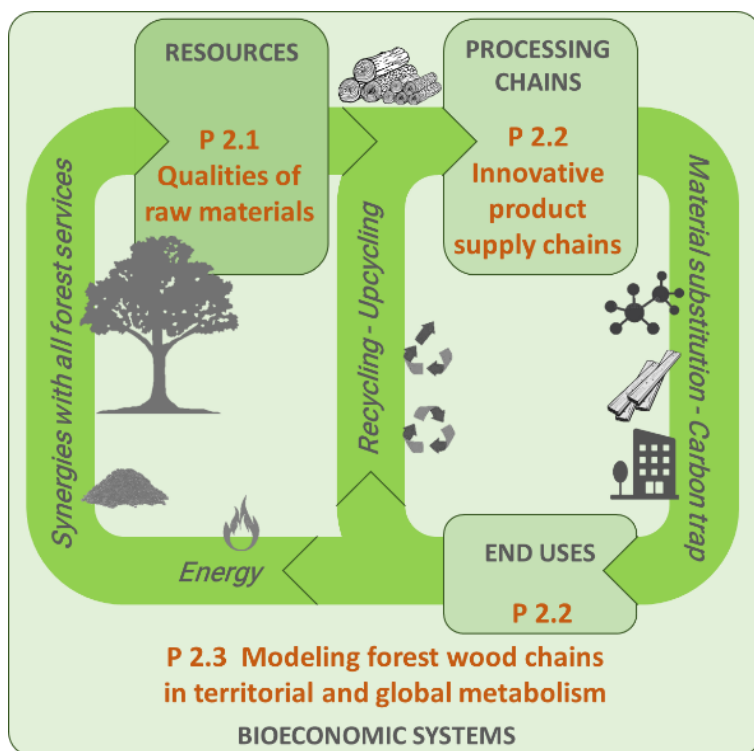 RESOURCES
P 2.1
Qualities of
raw materials
PROCESSING
CHAINS
P 2.2
Innovative
product
supply chains
Synergies with all forest services
Recycling - Upcycling
Material substitution - Carbon trap
Energy
END USES
P 2.2
P 2.3 Modeling forest wood chains
in territorial and global metabolism
BIOECONOMIC SYSTEMS